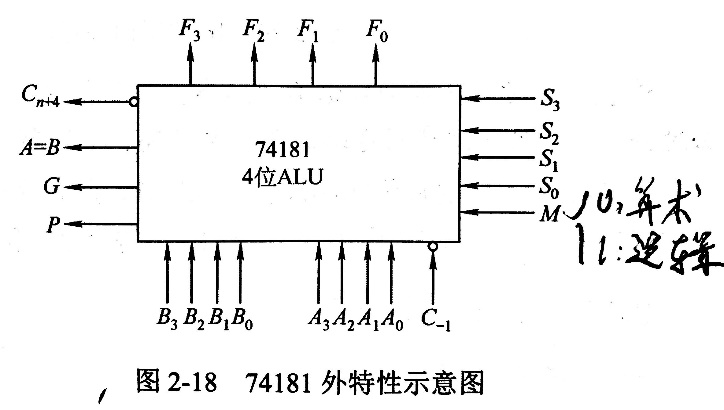 F₃ F₂ F₁ F₀
Cₙ₊₄
A=B
G
P
74181
4位ALU
S₃
S₂
S₁
S₀
M
0:算术
1:逻辑
B₃ B₂ B₁ B₀ A₃ A₂ A₁ A₀ C₋₁
图 2-18 74181 外特性示意图